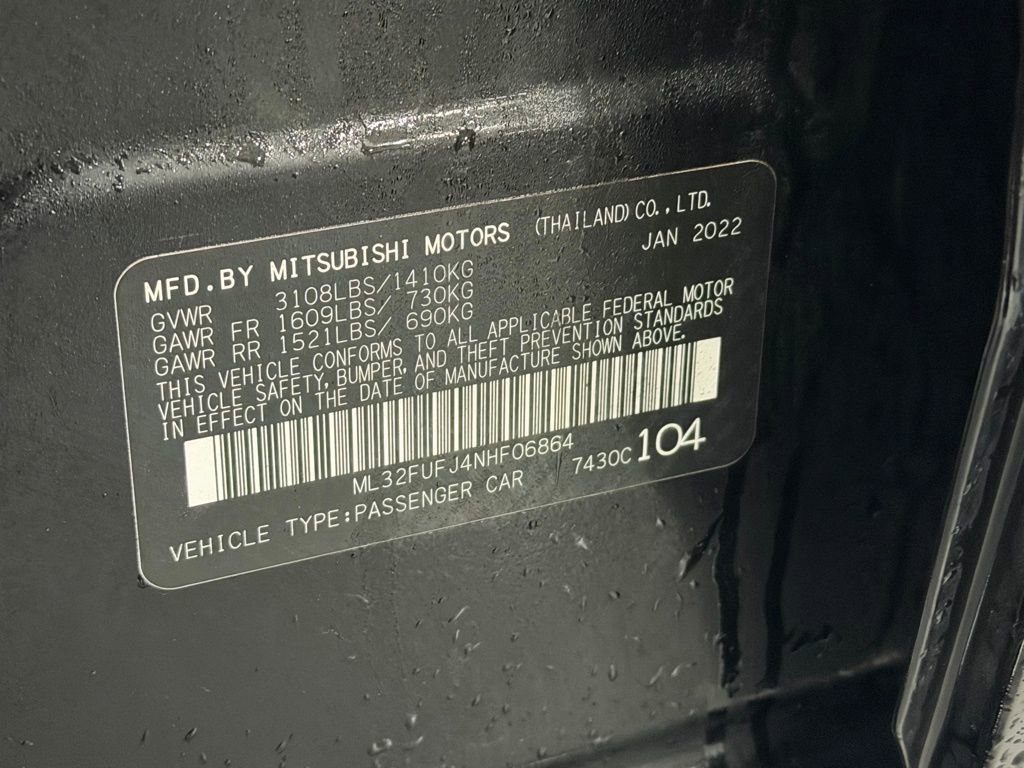 MFD.BY MITSUBISHI MOTORS (THAILAND) CO.,LTD.
JAN 2022
GVWR 3108LBS/1410KG
GAWR FR 1609LBS/ 730KG
GAWR RR 1521LBS/ 690KG
THIS VEHICLE CONFORMS TO ALL APPLICABLE FEDERAL MOTOR
VEHICLE SAFETY, BUMPER, AND THEFT PREVENTION STANDARDS
IN EFFECT ON THE DATE OF MANUFACTURE SHOWN ABOVE.
ML32FUFJ4NHF06864
VEHICLE TYPE:PASSENGER CAR 7430C 104